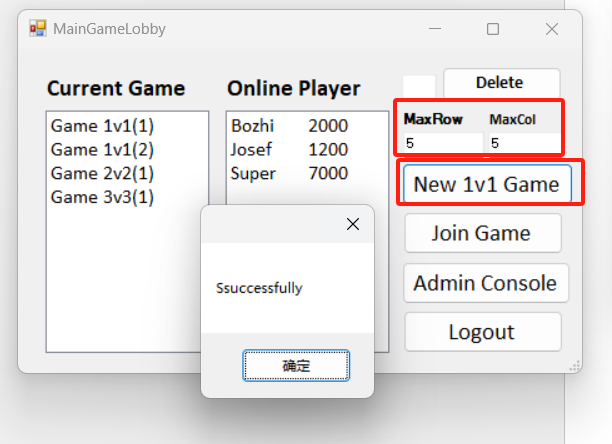 MainGameLobby
Current Game
Online Player
Delete
Game 1v1(1)
Game 1v1(2)
Game 2v2(1)
Game 3v3(1)
Bozhi 2000
Josef 1200
Super 7000
MaxRow MaxCol
5 5
New 1v1 Game
Join Game
Admin Console
Logout
Ssuccessfully
确定